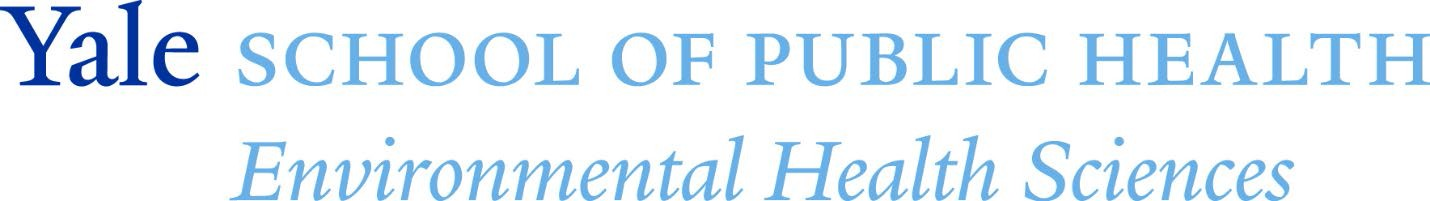 Yale SCHOOL OF PUBLIC HEALTH
Environmental Health Sciences